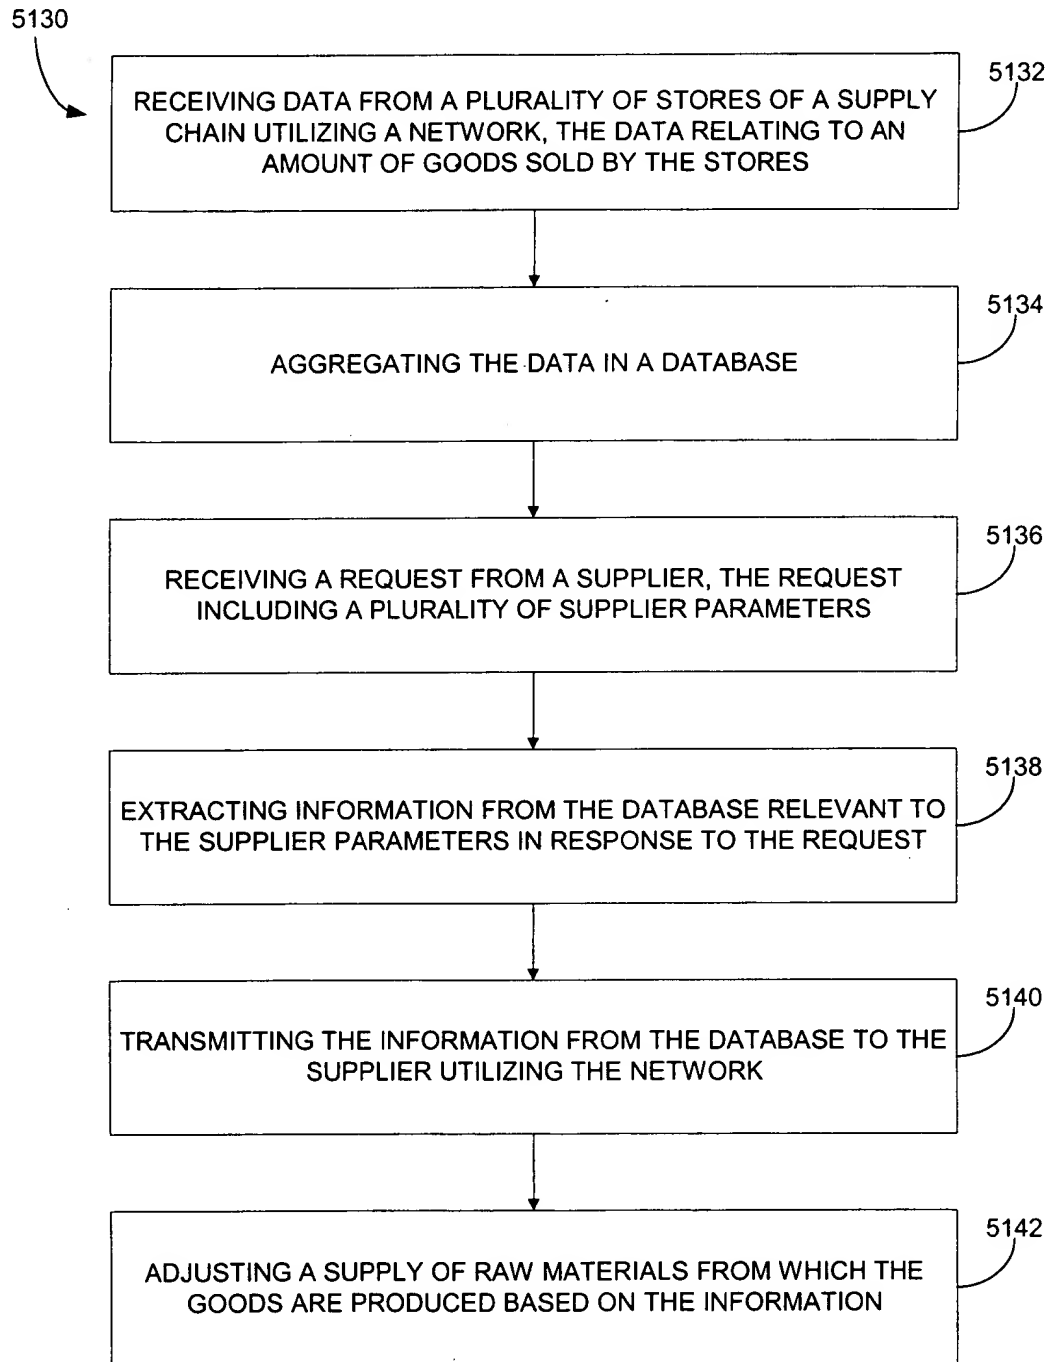 5130
5132
RECEIVING DATA FROM A PLURALITY OF STORES OF A SUPPLY
CHAIN UTILIZING A NETWORK, THE DATA RELATING TO AN
AMOUNT OF GOODS SOLD BY THE STORES
5134
AGGREGATING THE DATA IN A DATABASE
5136
RECEIVING A REQUEST FROM A SUPPLIER, THE REQUEST
INCLUDING A PLURALITY OF SUPPLIER PARAMETERS
5138
EXTRACTING INFORMATION FROM THE DATABASE RELEVANT TO
THE SUPPLIER PARAMETERS IN RESPONSE TO THE REQUEST
5140
TRANSMITTING THE INFORMATION FROM THE DATABASE TO THE
SUPPLIER UTILIZING THE NETWORK
5142
ADJUSTING A SUPPLY OF RAW MATERIALS FROM WHICH THE
GOODS ARE PRODUCED BASED ON THE INFORMATION